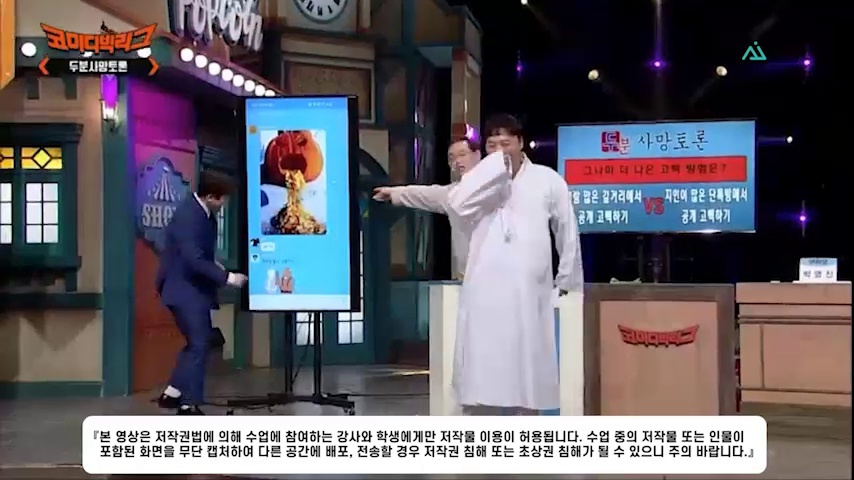 코미디빅리그
두분사망토론
Popcorn
SHOW
두분 사망토론
그나마 더 나은 고백 방법은?
많은 길거리에서
공개 고백하기
VS
지인이 많은 단톡방에서
공개 고백하기
박영진
코미디빅리그
『본 영상은 저작권법에 의해 수업에 참여하는 강사와 학생에게만 저작물 이용이 허용됩니다. 수업 중의 저작물 또는 인물이
포함된 화면을 무단 캡처하여 다른 공간에 배포, 전송할 경우 저작권 침해 또는 초상권 침해가 될 수 있으니 주의 바랍니다.』